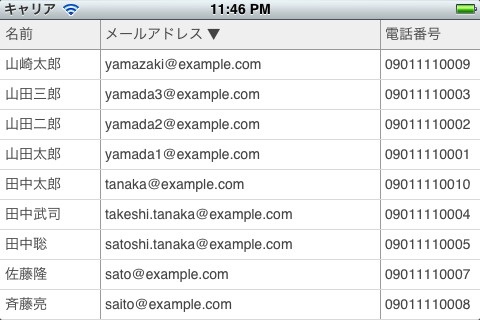 キャリア 11:46 PM
名前 メールアドレス ▼ 電話番号
山崎太郎 yamazaki@example.com 09011110009
山田三郎 yamada3@example.com 09011110003
山田二郎 yamada2@example.com 09011110002
山田太郎 yamada1@example.com 09011110001
田中太郎 tanaka@example.com 09011110010
田中武司 takeshi.tanaka@example.com 09011110004
田中聡 satoshi.tanaka@example.com 09011110005
佐藤隆 sato@example.com 09011110007
斉藤亮 saito@example.com 09011110008